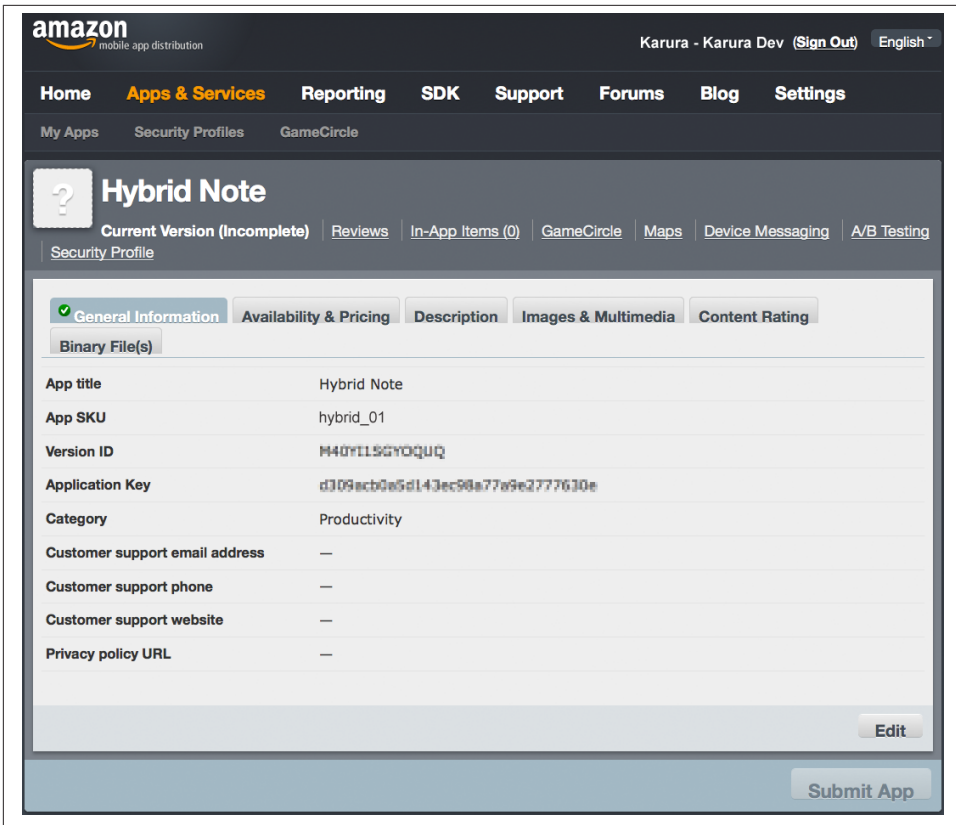 amazon
mobile app distribution
Karura - Karura Dev (Sign Out) English
Home Apps & Services Reporting SDK Support Forums Blog Settings
My Apps Security Profiles GameCircle
?
Hybrid Note
Current Version (Incomplete) Reviews In-App Items (0) GameCircle Maps Device Messaging A/B Testing
Security Profile
General Information Availability & Pricing Description Images & Multimedia Content Rating
Binary File(s)
App title Hybrid Note
App SKU hybrid_01
Version ID
Application Key
Category Productivity
Customer support email address —
Customer support phone —
Customer support website —
Privacy policy URL —
Edit
Submit App